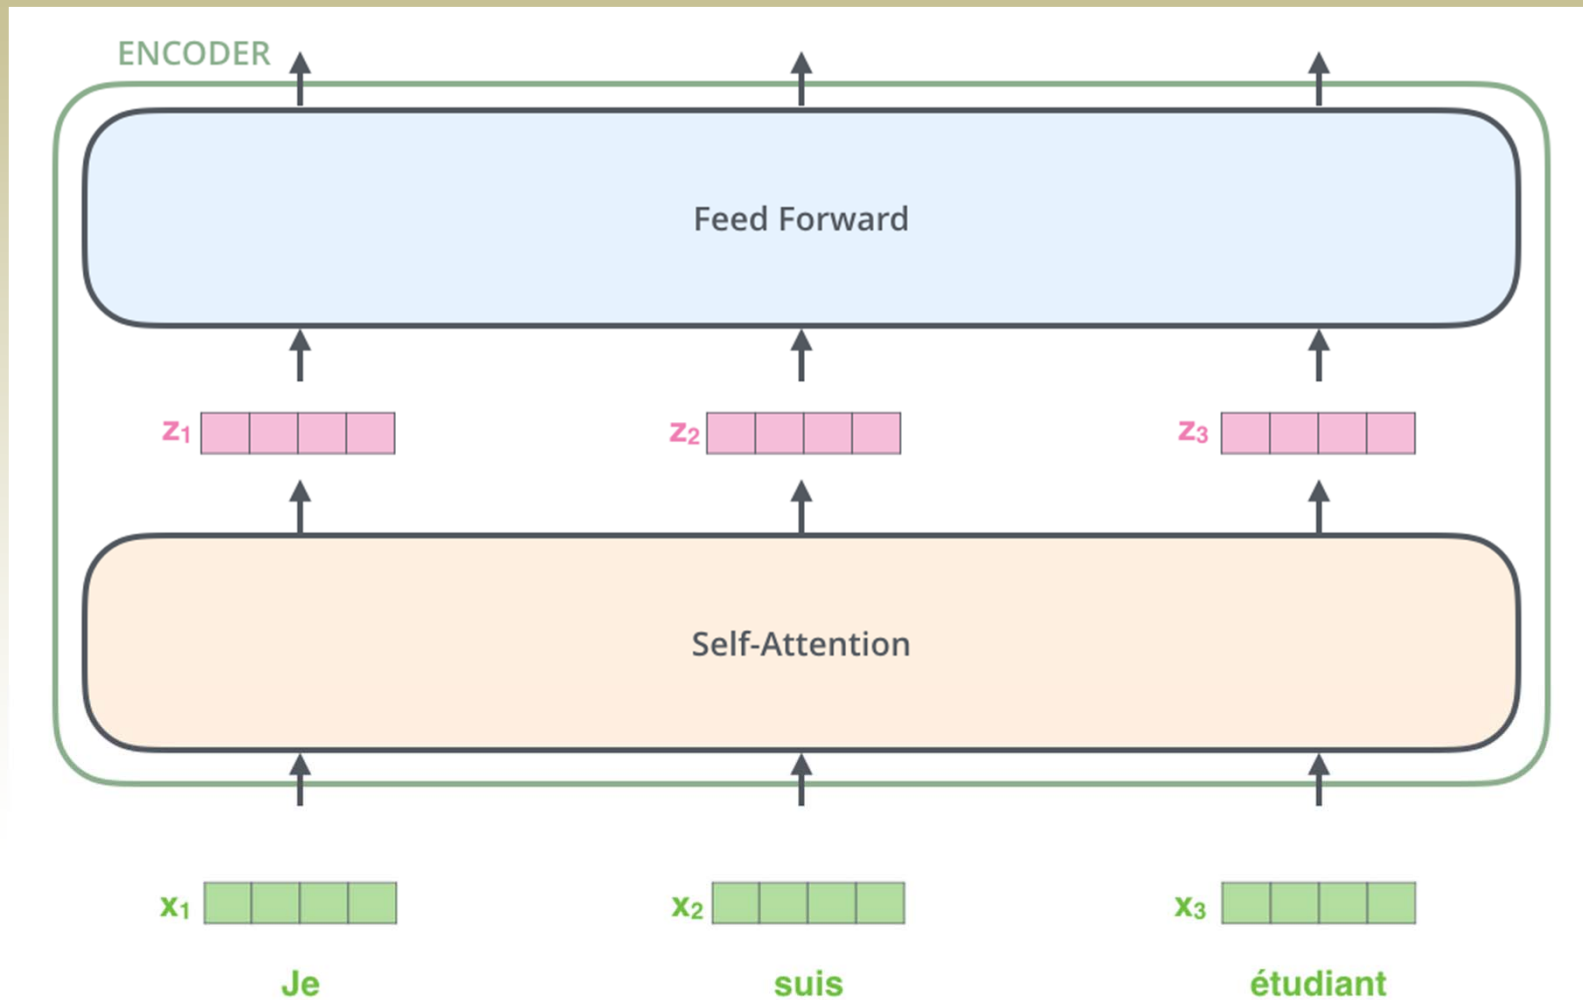 ENCODER
Feed Forward
z1 z2 z3
Self-Attention
x1 x2 x3
Je suis étudiant